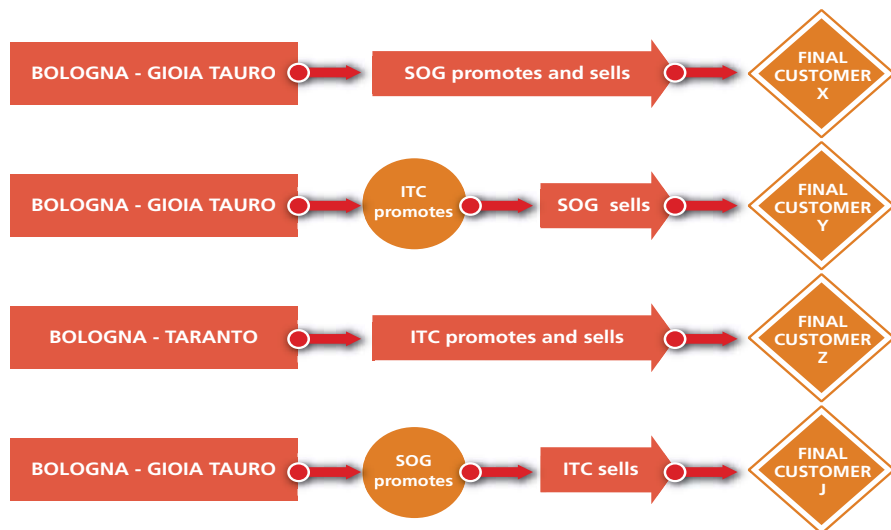 BOLOGNA - GIOIA TAURO
SOG promotes and sells
FINAL
CUSTOMER
X
BOLOGNA - GIOIA TAURO
ITC
promotes
SOG sells
FINAL
CUSTOMER
Y
BOLOGNA - TARANTO
ITC promotes and sells
FINAL
CUSTOMER
Z
BOLOGNA - GIOIA TAURO
SOG
promotes
ITC sells
FINAL
CUSTOMER
J